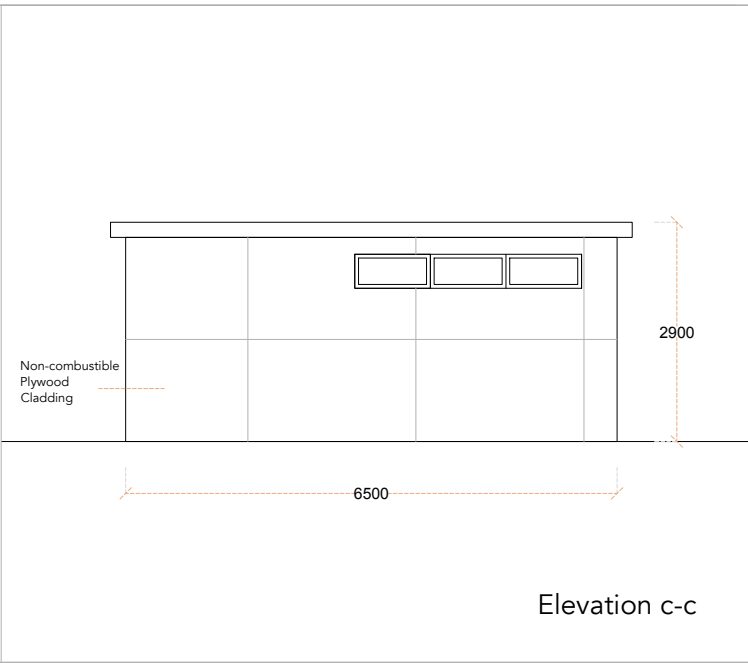 2900
Non-combustible
Plywood
Cladding
6500
Elevation c-c